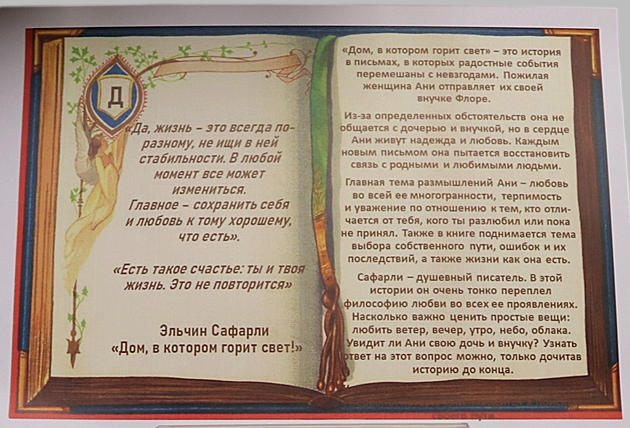 Д
«Да, жизнь – это всегда по-
разному, не ищи в ней
стабильности. В любой
момент все может
измениться.
Главное – сохранить себя
и любовь к тому хорошему,
что есть».
«Есть такое счастье: ты и твоя
жизнь. Это не повторится»
Эльчин Сафарли
«Дом, в котором горит свет!»
«Дом, в котором горит свет» – это история
в письмах, в которых радостные события
перемешаны с невзгодами. Пожилая
женщина Ани отправляет их своей
внучке Флоре.
Из-за определенных обстоятельств она не
общается с дочерью и внучкой, но в сердце
Ани живут надежда и любовь. Каждым
новым письмом она пытается восстановить
связь с родными и любимыми людьми.
Главная тема размышлений Ани – любовь
во всей ее многогранности, терпимость
и уважение по отношению к тем, кто отли-
чается от тебя, кого ты разлюбил или пока
не принял. Также в книге поднимается тема
выбора собственного пути, ошибок и их
последствий, а также жизни как она есть.
Сафарли – душевный писатель. В этой
истории он очень тонко переплел
философию любви во всех ее проявлениях.
Насколько важно ценить простые вещи:
любить ветер, вечер, утро, небо, облака.
Увидит ли Ани свою дочь и внучку? Узнать
ответ на этот вопрос можно, только дочитав
историю до конца.
своего пути